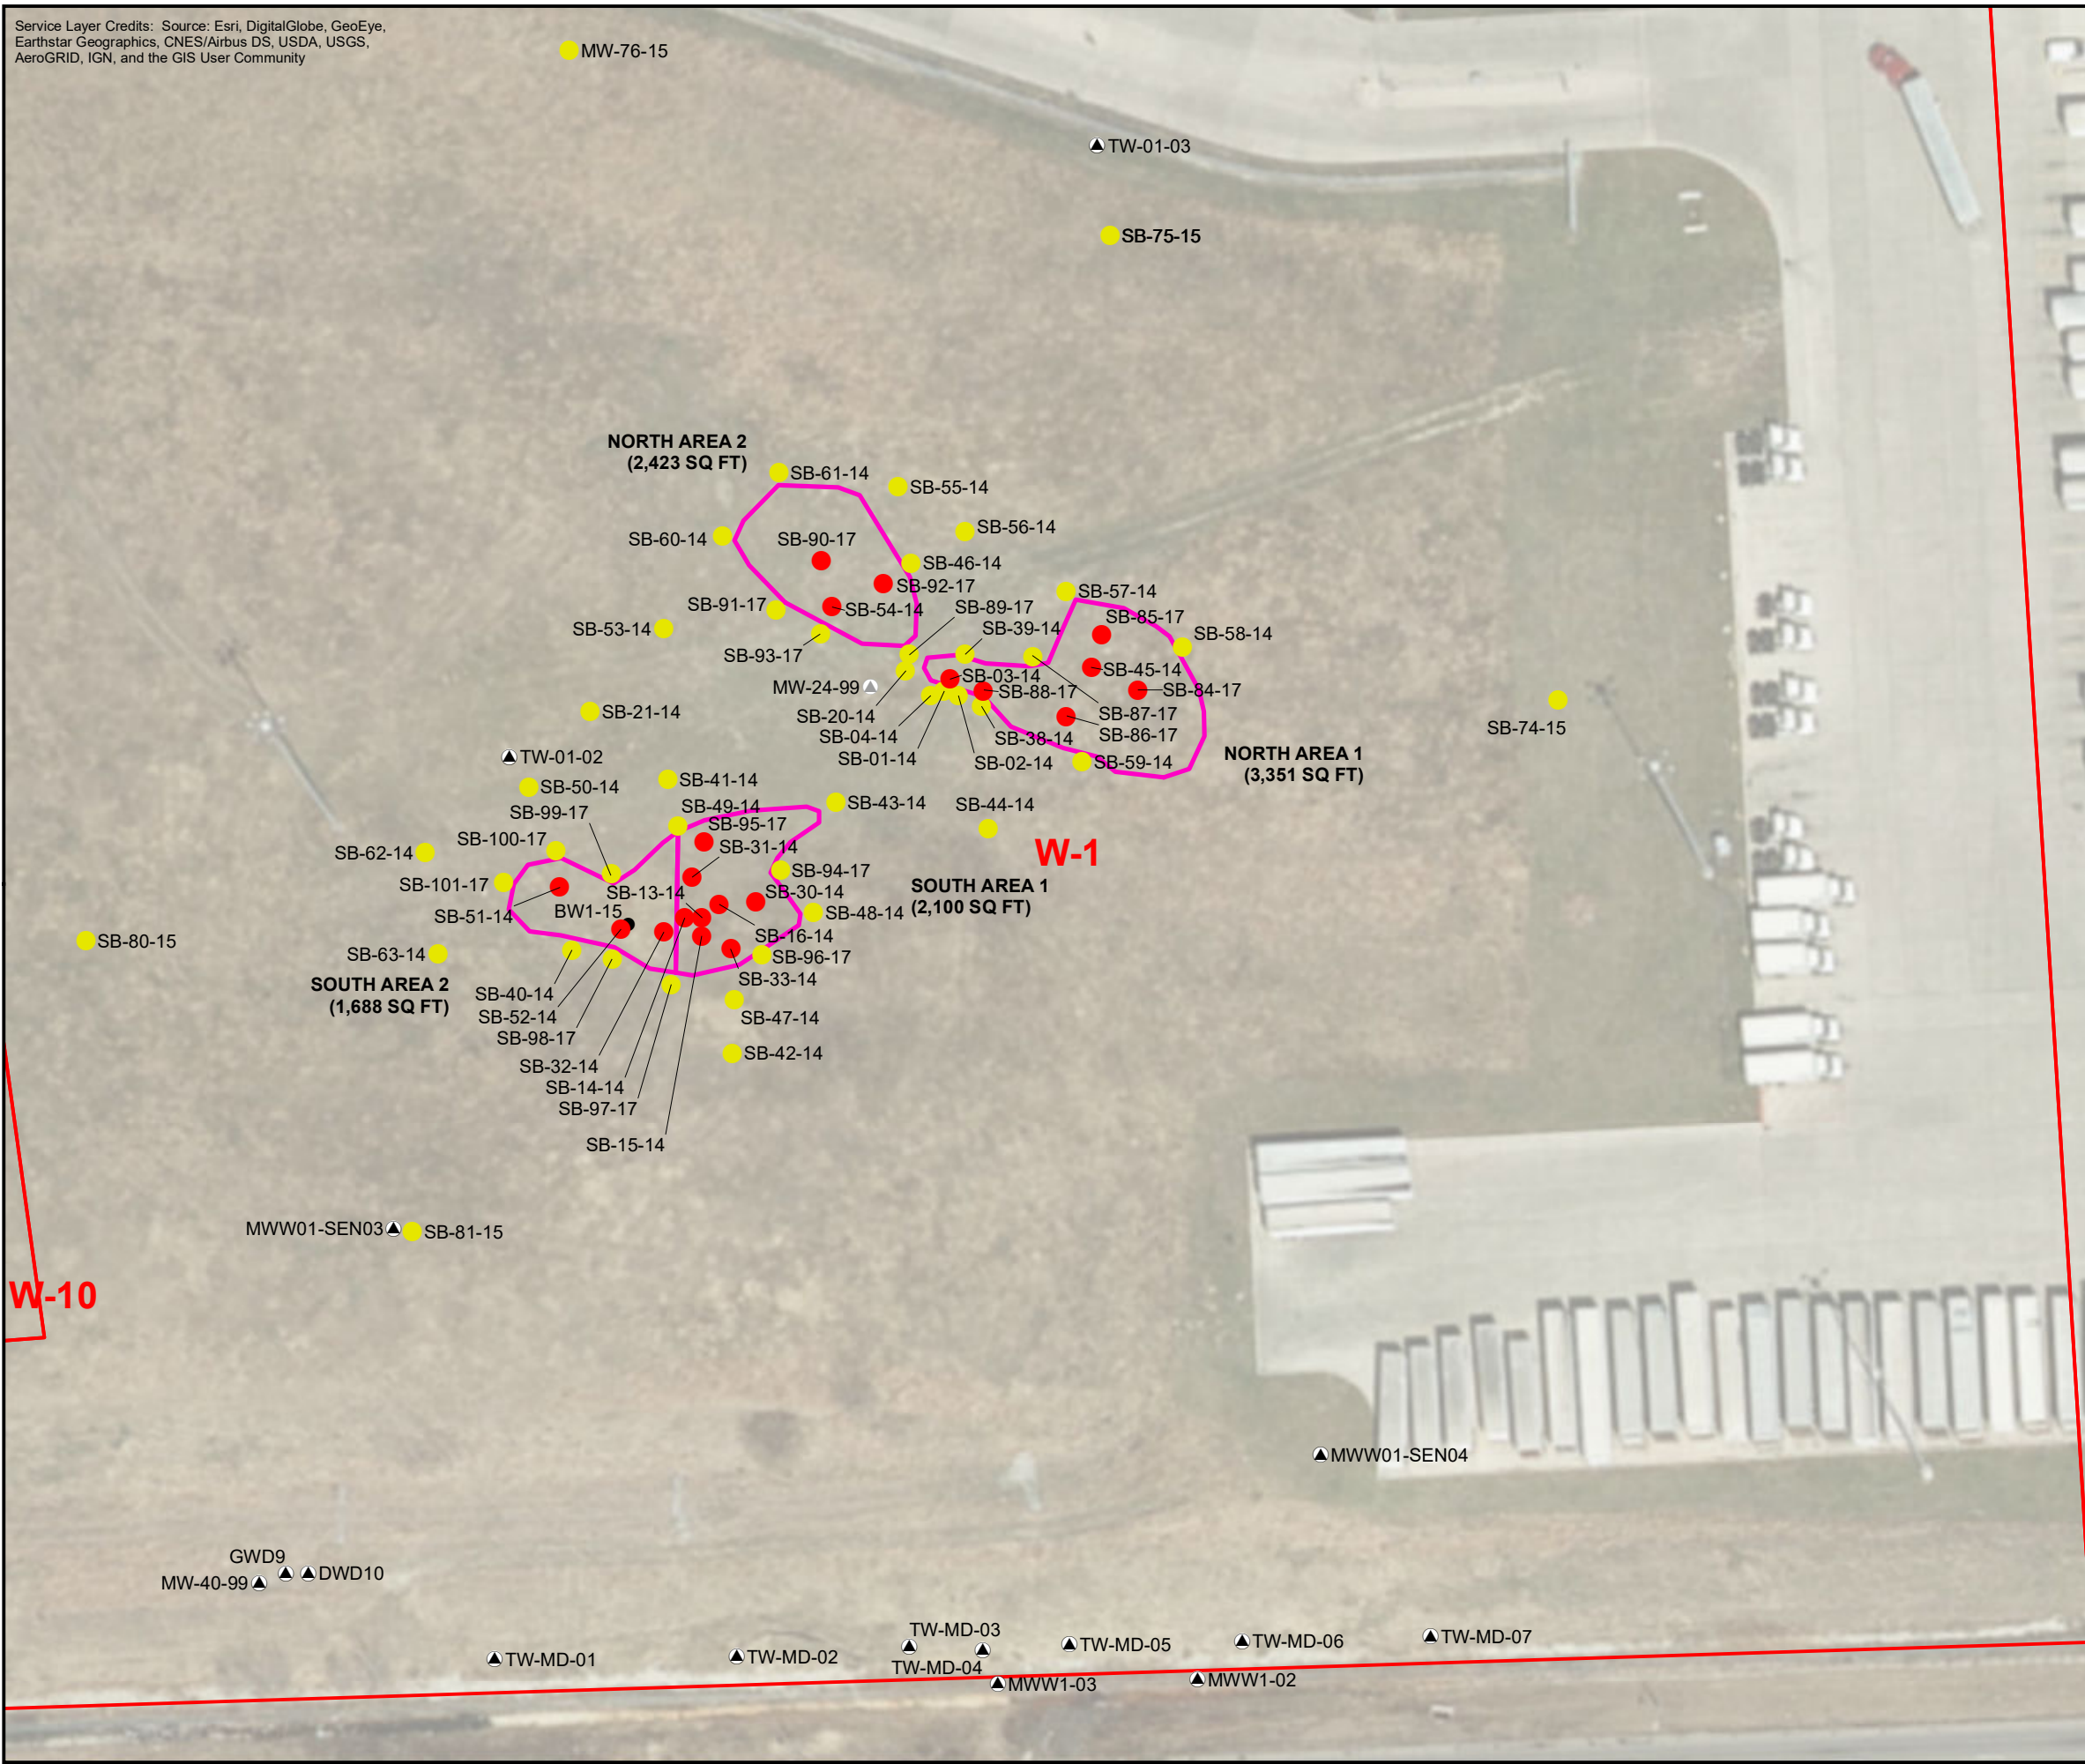 Service Layer Credits: Source: Esri, DigitalGlobe, GeoEye,
Earthstar Geographics, CNES/Airbus DS, USDA, USGS,
AeroGRID, IGN, and the GIS User Community
MW-76-15
TW-01-03
SB-75-15
NORTH AREA 2
(2,423 SQ FT)
SB-61-14
SB-55-14
SB-56-14
SB-60-14
SB-90-17
SB-46-14
SB-92-17
SB-57-14
SB-91-17
SB-54-14
SB-89-17
SB-85-17
SB-53-14
SB-39-14
SB-58-14
SB-93-17
SB-03-14
SB-45-14
MW-24-99
SB-88-17
SB-84-17
SB-21-14
SB-20-14
SB-87-17
SB-74-15
SB-04-14
SB-38-14
SB-86-17
SB-01-14
SB-02-14
SB-59-14
NORTH AREA 1
(3,351 SQ FT)
TW-01-02
SB-50-14
SB-41-14
SB-99-17
SB-49-14
SB-43-14
SB-44-14
SB-95-17
SB-100-17
SB-31-14
SB-62-14
W-1
SB-94-17
SB-101-17
SB-13-14
SB-30-14
SOUTH AREA 1
(2,100 SQ FT)
SB-51-14
BW1-15
SB-48-14
SB-80-15
SB-16-14
SB-63-14
SB-96-17
SB-33-14
SOUTH AREA 2
(1,688 SQ FT)
SB-40-14
SB-52-14
SB-47-14
SB-98-17
SB-42-14
SB-32-14
SB-14-14
SB-97-17
SB-15-14
MWW01-SEN03
SB-81-15
W-10
MWW01-SEN04
GWD9
DWD10
MW-40-99
TW-MD-03
TW-MD-05
TW-MD-06
TW-MD-07
TW-MD-01
TW-MD-02
TW-MD-04
MWW1-03
MWW1-02